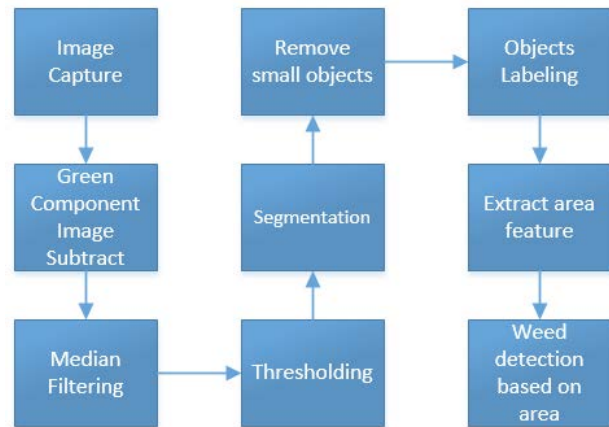 Image
Capture
Green
Component
Image
Subtract
Median
Filtering
Thresholding
Segmentation
Remove
small objects
Objects
Labeling
Extract area
feature
Weed
detection
based on
area